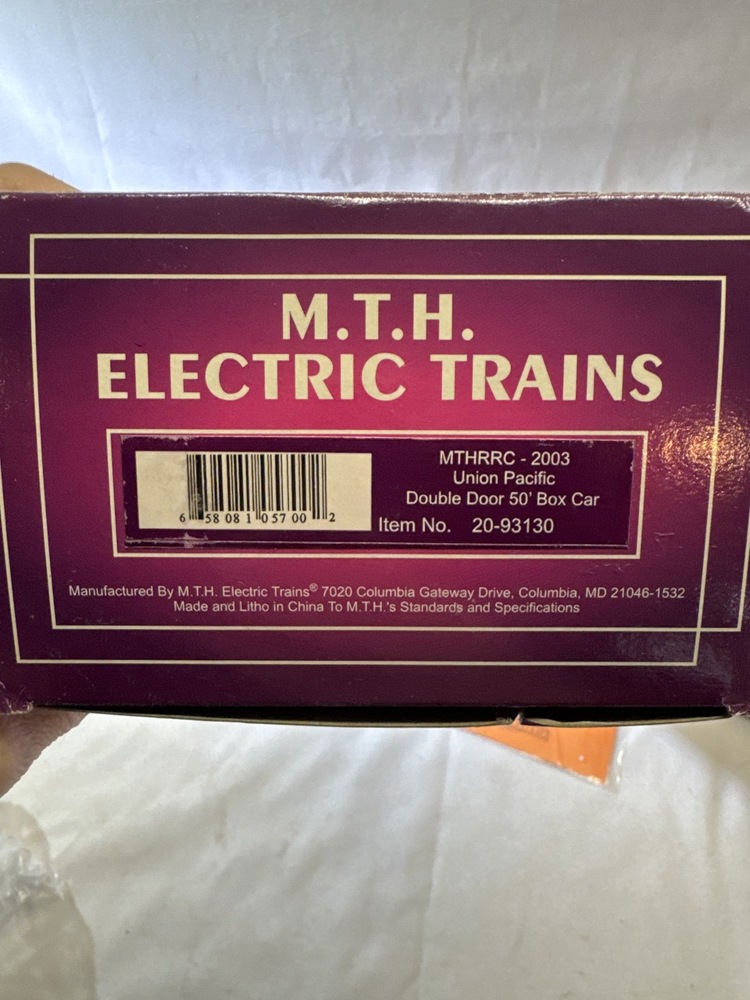 M.T.H.
ELECTRIC TRAINS
MTHRRC - 2003
Union Pacific
Double Door 50' Box Car
Item No. 20-93130
6 58081 05700 2
Manufactured By M.T.H. Electric Trains® 7020 Columbia Gateway Drive, Columbia, MD 21046-1532
Made and Litho in China To M.T.H.'s Standards and Specifications